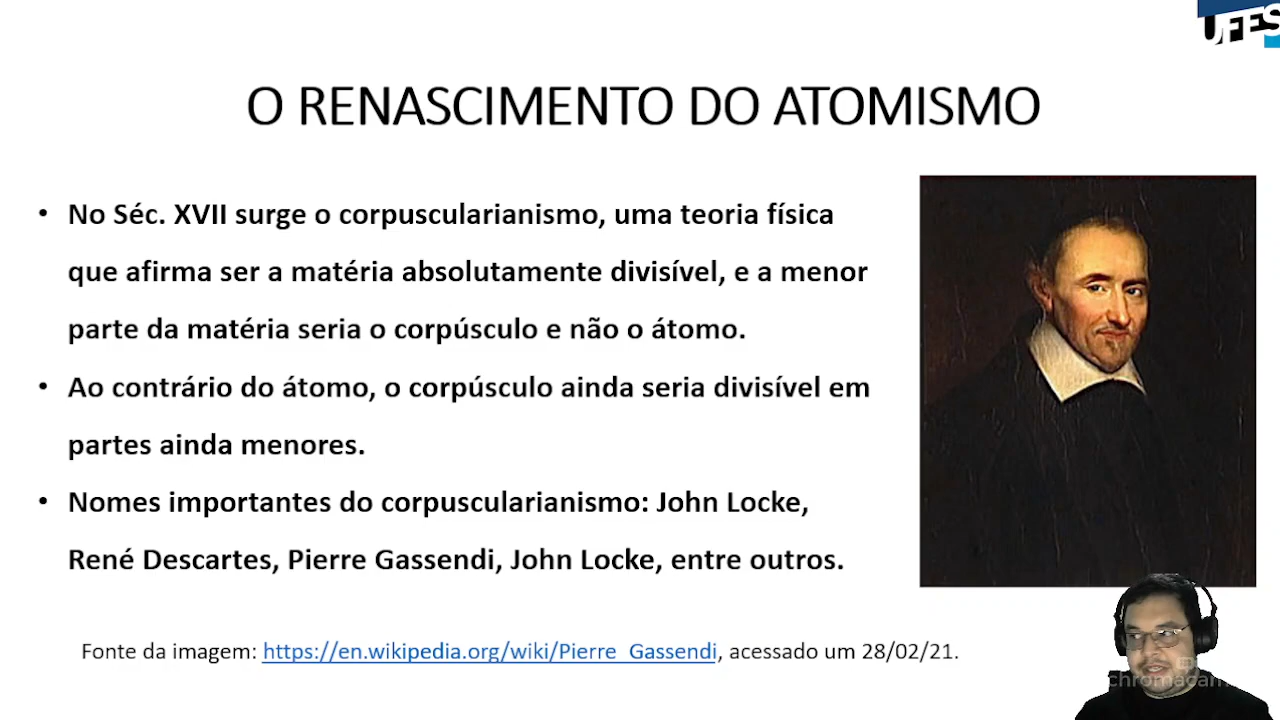 UFES
O RENASCIMENTO DO ATOMISMO
• No Séc. XVII surge o corpuscularianismo, uma teoria física
que afirma ser a matéria absolutamente divisível, e a menor
parte da matéria seria o corpúsculo e não o átomo.
• Ao contrário do átomo, o corpúsculo ainda seria divisível em
partes ainda menores.
• Nomes importantes do corpuscularianismo: John Locke,
René Descartes, Pierre Gassendi, John Locke, entre outros.
Fonte da imagem: https://en.wikipedia.org/wiki/Pierre_Gassendi, acessado um 28/02/21.
chromacam